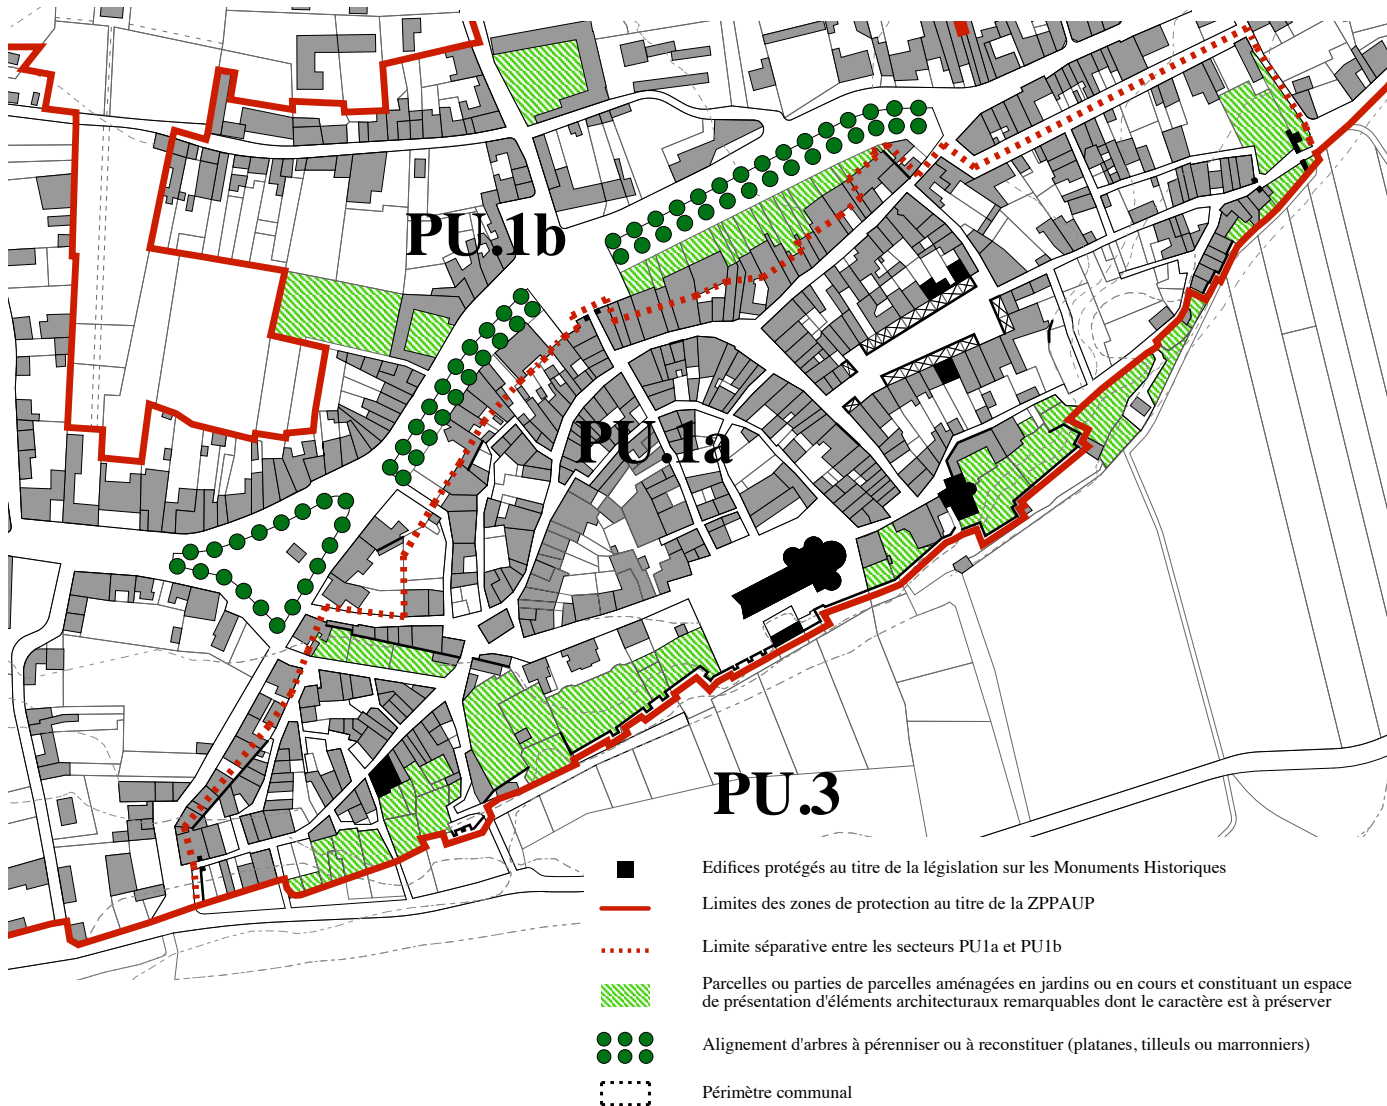 PU.1b
PU.1a
PU.3
Edifices protégés au titre de la législation sur les Monuments Historiques
Limites des zones de protection au titre de la ZPPAUP
Limite séparative entre les secteurs PU1a et PU1b
Parcelles ou parties de parcelles aménagées en jardins ou en cours et constituant un espace
de présentation d'éléments architecturaux remarquables dont le caractère est à préserver
Alignement d'arbres à pérenniser ou à reconstituer (platanes, tilleuls ou marronniers)
Périmètre communal